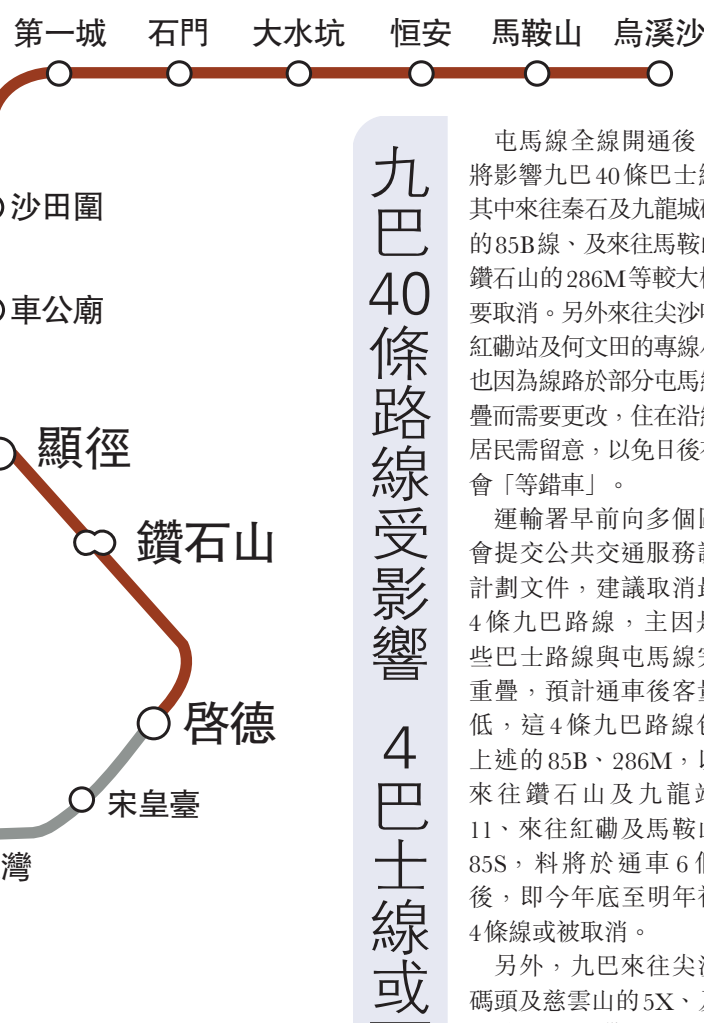 第一城 石門 大水坑 恒安 馬鞍山 烏溪沙
沙田圍
車公廟
顯徑
鑽石山
啓德
宋皇臺
灣
九巴40條路線受影響 4巴士線或
屯馬線全線開通後
將影響九巴40條巴士
其中來往秦石及九龍城
的85B線、及來往馬鞍
鑽石山的286M等較大
要取消。另外來往尖沙
紅磡站及何文田的專線
也因為線路於部分屯馬
疊而需要更改，住在沿
居民需留意，以免日後
會「等錯車」。
運輸署早前向多個
會提交公共交通服務
計劃文件，建議取消
4條九巴路線，主因
些巴士路線與屯馬線
重疊，預計通車後客
低，這4條九巴路線
上述的85B、286M，
來往鑽石山及九龍
11、來往紅磡及馬鞍
85S，料將於通車6
後，即今年底至明年
4條線或被取消。
另外，九巴來往尖
碼頭及慈雲山的5X、